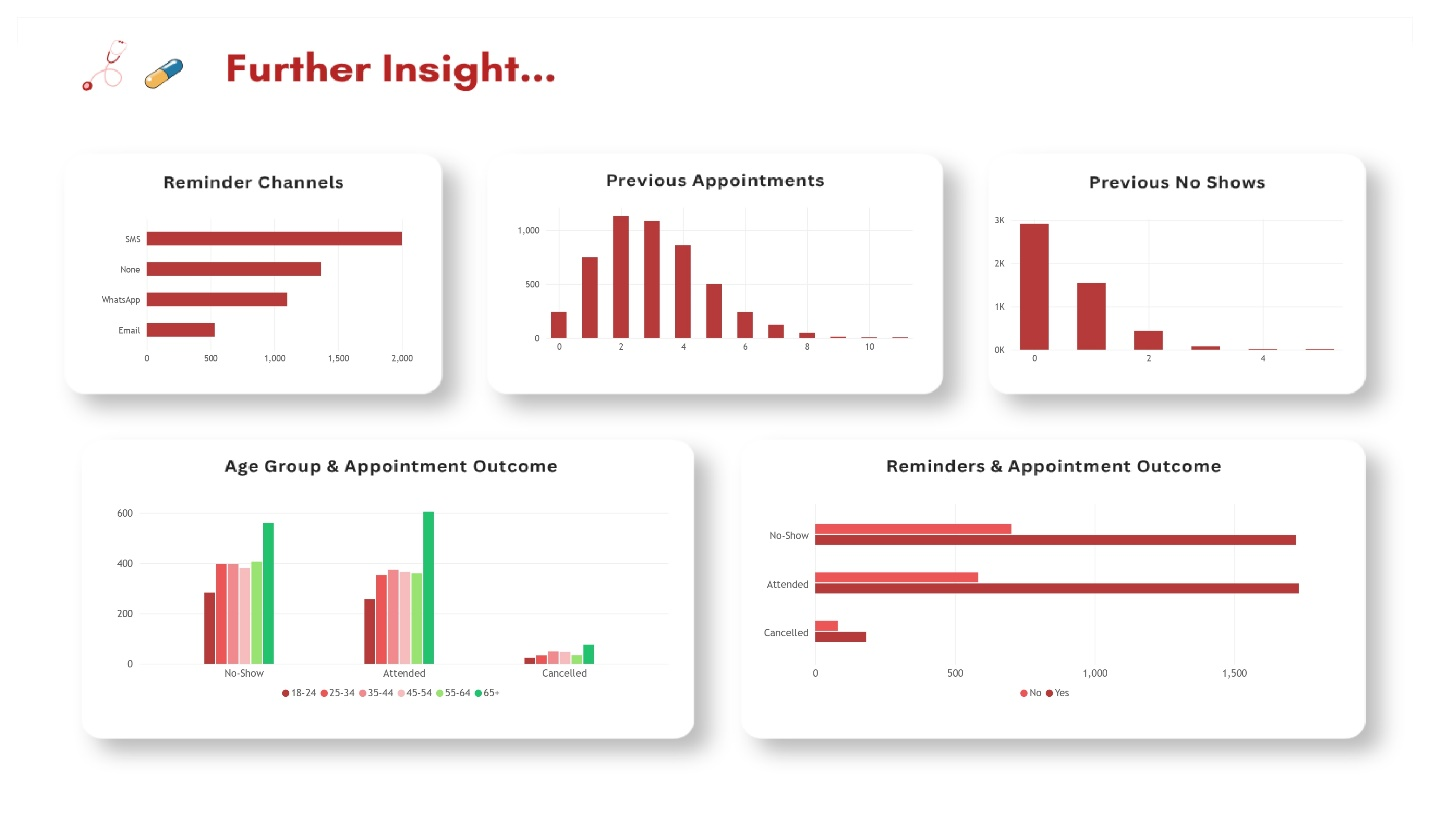 Further Insight...
Reminder Channels
SMS
None
WhatsApp
Email
0 500 1,000 1,500 2,000
Previous Appointments
1,000
500
0
0 2 4 6 8 10
Previous No Shows
3K
2K
1K
0K
0 2 4
Age Group & Appointment Outcome
600
400
200
0
No-Show Attended Cancelled
18-24 25-34 35-44 45-54 55-64 65+
Reminders & Appointment Outcome
No-Show
Attended
Cancelled
0 500 1,000 1,500
No Yes